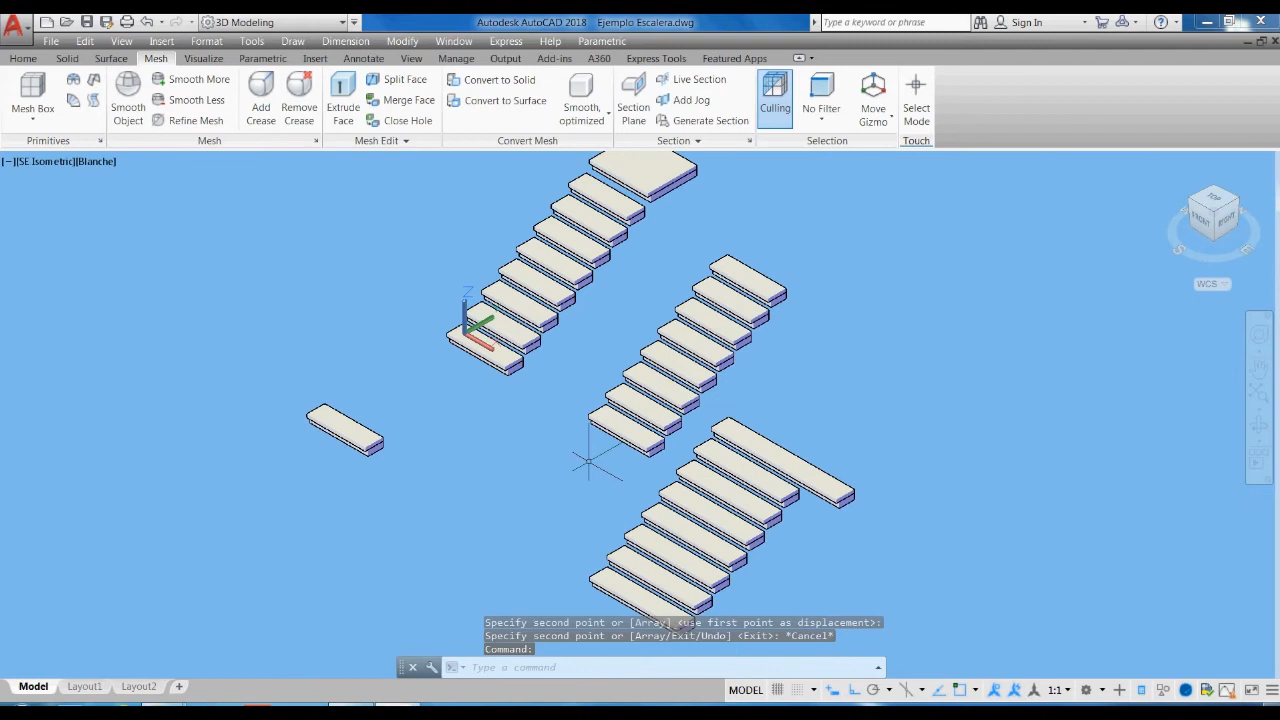 3D Modeling Autodesk AutoCAD 2018 Ejemplo Escalera.dwg Type a keyword or phrase Sign In
File Edit View Insert Format Tools Draw Dimension Modify Window Express Help Parametric
Home Solid Surface Mesh Visualize Parametric Insert Annotate View Manage Output Add-ins A360 Express Tools Featured Apps
Mesh Box
Smooth Object
Smooth More
Smooth Less
Refine Mesh
Add Crease
Remove Crease
Extrude Face
Split Face
Merge Face
Close Hole
Convert to Solid
Convert to Surface
Smooth, optimized
Section Plane
Live Section
Add Jog
Generate Section
Culling
No Filter
Move Gizmo
Select Touch
Primitives Mesh Mesh Edit Convert Mesh Section Selection Touch
[−][SE Isometric][Blanche]
TOP
FRONT RIGHT
S E
WCS
Z
Specify second point or [Array] <use first point as displacement>:
Specify second point or [Array/Exit/Undo] <Exit>: *Cancel*
Command:
Type a command
Model Layout1 Layout2 + MODEL 1:1